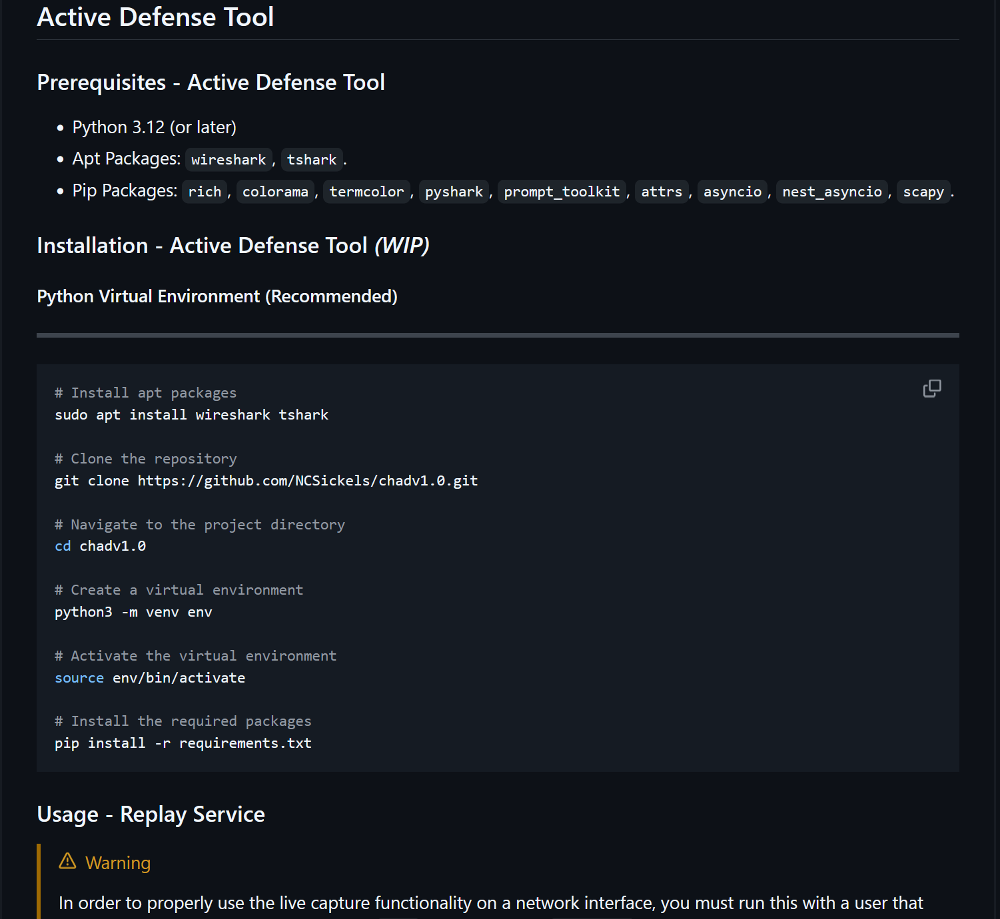 Active Defense Tool
Prerequisites - Active Defense Tool
• Python 3.12 (or later)
• Apt Packages: wireshark, tshark.
• Pip Packages: rich, colorama, termcolor, pyshark, prompt_toolkit, attrs, asyncio, nest_asyncio, scapy.
Installation - Active Defense Tool (WIP)
Python Virtual Environment (Recommended)
# Install apt packages
sudo apt install wireshark tshark
# Clone the repository
git clone https://github.com/NCSickels/chadv1.0.git
# Navigate to the project directory
cd chadv1.0
# Create a virtual environment
python3 -m venv env
# Activate the virtual environment
source env/bin/activate
# Install the required packages
pip install -r requirements.txt
Usage - Replay Service
Warning
In order to properly use the live capture functionality on a network interface, you must run this with a user that